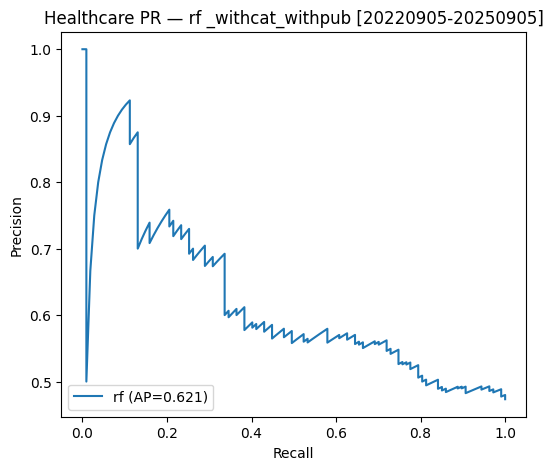 Healthcare PR — rf _withcat_withpub [20220905-20250905]
1.0
0.9
0.8
0.7
0.6
0.5
Precision
rf (AP=0.621)
0.0 0.2 0.4 0.6 0.8 1.0
Recall